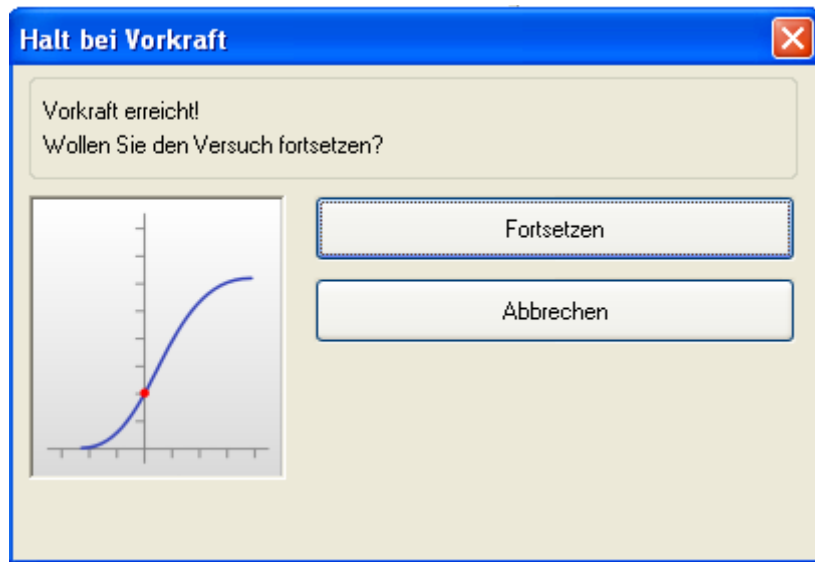 Halt bei Vorkraft
Vorkraft erreicht!
Wollen Sie den Versuch fortsetzen?
Fortsetzen
Abbrechen